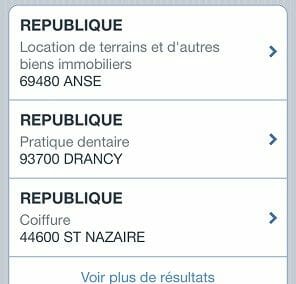 REPUBLIQUE
Location de terrains et d'autres
biens immobiliers
69480 ANSE
REPUBLIQUE
Pratique dentaire
93700 DRANCY
REPUBLIQUE
Coiffure
44600 ST NAZAIRE
Voir plus de résultats